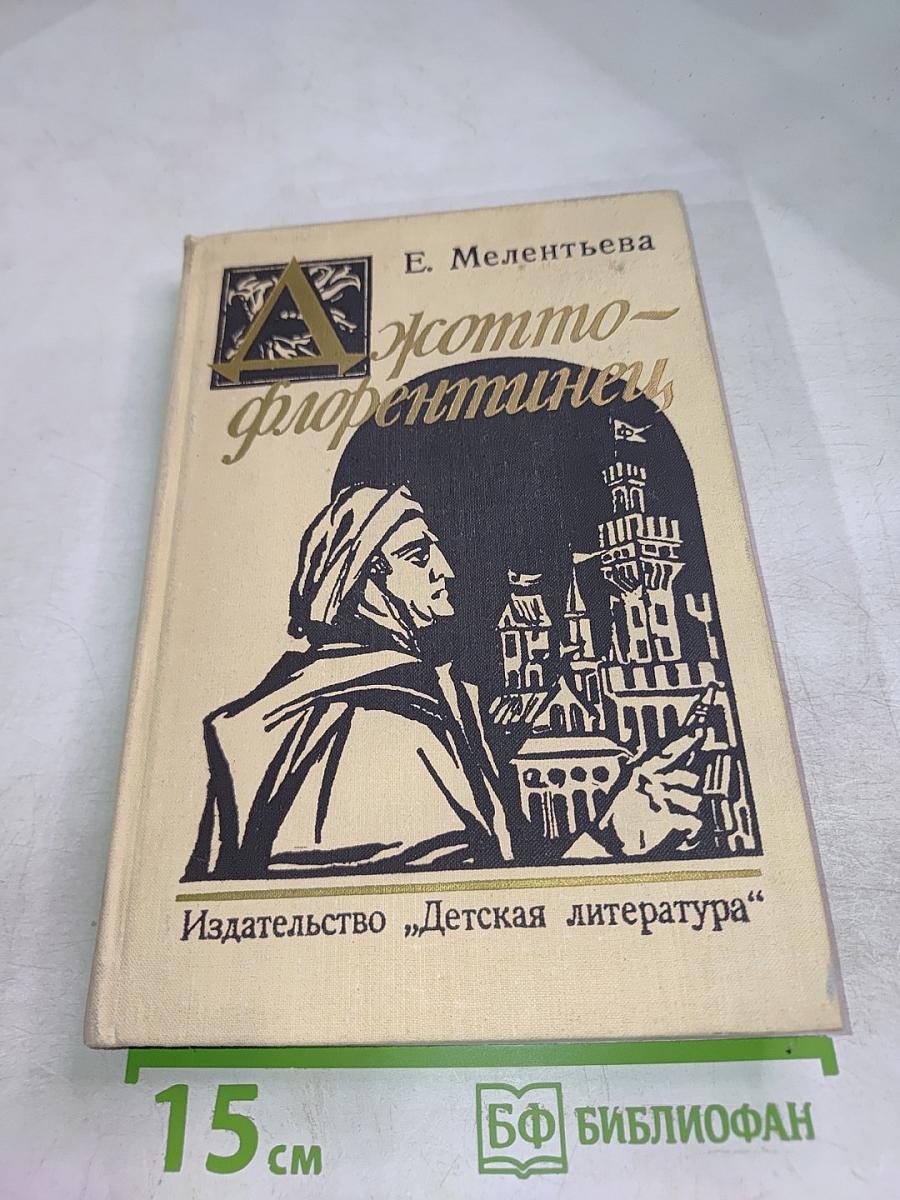 Е. Мелентьева
Джотто-
флорентинец
Издательство „Детская литература“
15 см
БФ БИБЛИОФАН